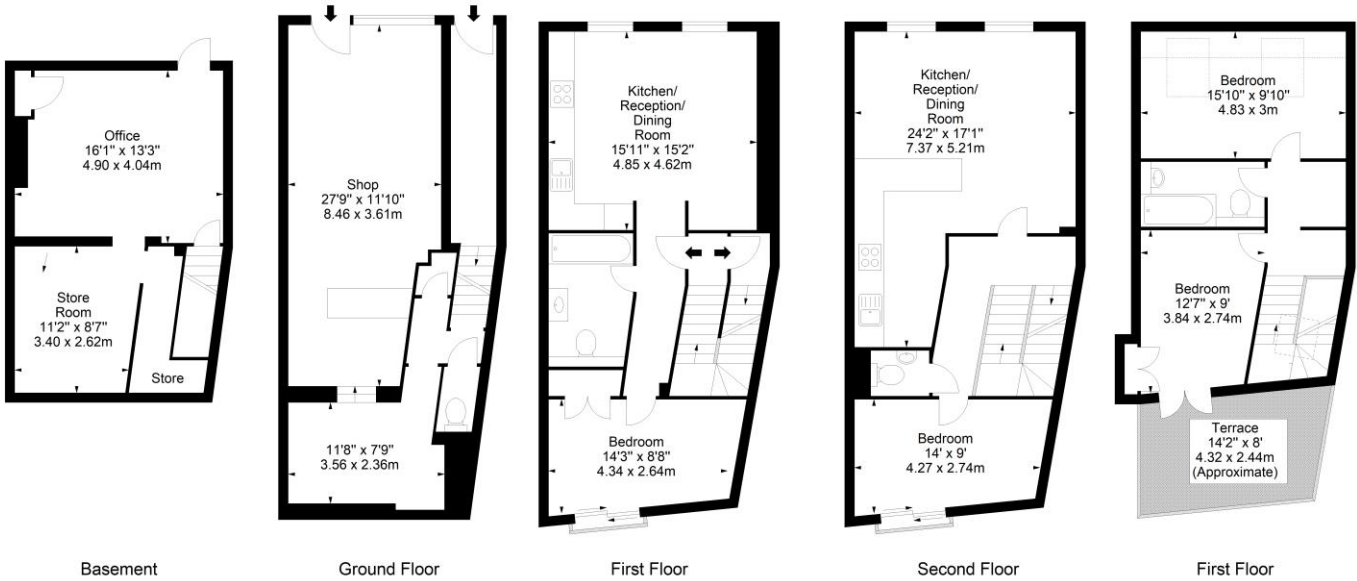 Office
16'1" x 13'3"
4.90 x 4.04m
Store
Room
11'2" x 8'7"
3.40 x 2.62m
Store
Basement
Shop
27'9" x 11'10"
8.46 x 3.61m
11'8" x 7'9"
3.56 x 2.36m
Ground Floor
Kitchen/
Reception/
Dining
Room
15'11" x 15'2"
4.85 x 4.62m
Bedroom
14'3" x 8'8"
4.34 x 2.64m
First Floor
Kitchen/
Reception/
Dining
Room
24'2" x 17'1"
7.37 x 5.21m
Bedroom
14' x 9'
4.27 x 2.74m
Second Floor
Bedroom
15'10" x 9'10"
4.83 x 3m
Bedroom
12'7" x 9'
3.84 x 2.74m
Terrace
14'2" x 8'
4.32 x 2.44m
(Approximate)
First Floor